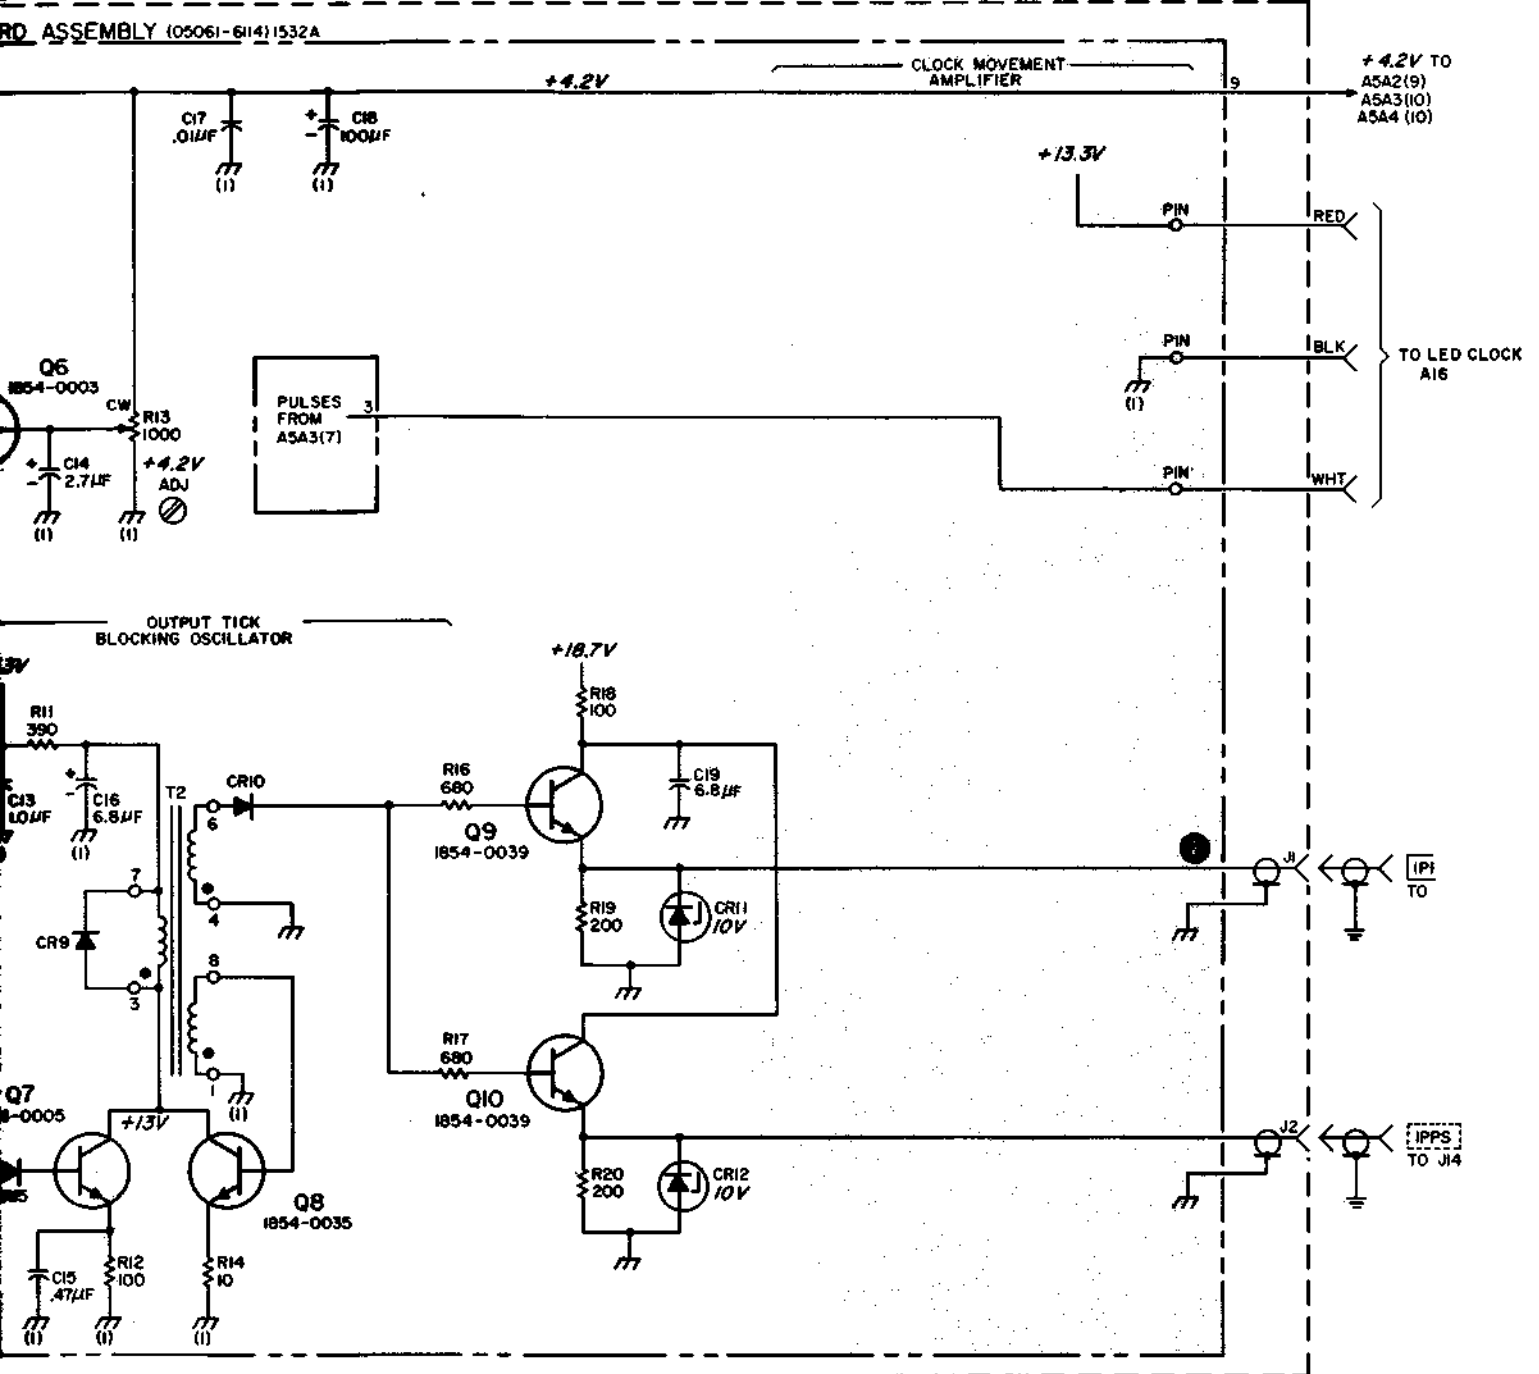 RD ASSEMBLY (05061-6114) 1532A
CLOCK MOVEMENT
AMPLIFIER
+4.2V
9
+4.2V TO
A5A2(9)
A5A3(10)
A5A4(10)
C17
.01µF
(1)
+
-
C18
100µF
(1)
+13.3V
PIN
RED
PIN
BLK
(1)
TO LED CLOCK
A16
PIN
WHT
Q6
1854-0003
CW
R13
1000
+4.2V
ADJ
+
-
C14
2.7µF
(1)
(1)
PULSES
FROM
A5A3(7)
3
OUTPUT TICK
BLOCKING OSCILLATOR
3V
R11
390
C13
+
-
C16
6.8µF
(1)
T2
CR10
6
7
4
CR9
3
8
1
(1)
+18.7V
R18
100
R16
680
Q9
1854-0039
C19
6.8µF
R19
200
CR11
10V
J1
TO
R17
680
Q10
1854-0039
R20
200
CR12
10V
J2
1PPS
TO J14
Q7
-0005
+13V
Q8
1854-0035
C15
.47µF
(1)
R12
100
(1)
R14
10
(1)